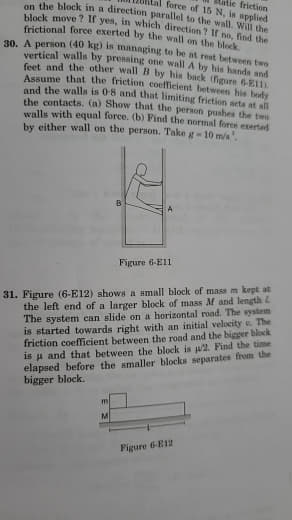 static friction
horizontal force of 15 N, is applied
on the block in a direction parallel to the wall. Will the
block move ? If yes, in which direction ? If no, find the
frictional force exerted by the wall on the block.
30. A person (40 kg) is managing to be at rest between two
vertical walls by pressing one wall A by his hands and
feet and the other wall B by his back (figure 6-E11).
Assume that the friction coefficient between his body
and the walls is 0·8 and that limiting friction acts at all
the contacts. (a) Show that the person pushes the two
walls with equal force. (b) Find the normal force exerted
by either wall on the person. Take g = 10 m/s².
B
A
Figure 6-E11
31. Figure (6-E12) shows a small block of mass m kept at
the left end of a larger block of mass M and length l.
The system can slide on a horizontal road. The system
is started towards right with an initial velocity v. The
friction coefficient between the road and the bigger block
is μ and that between the block is μ/2. Find the time
elapsed before the smaller blocks separates from the
bigger block.
m
M
Figure 6-E12